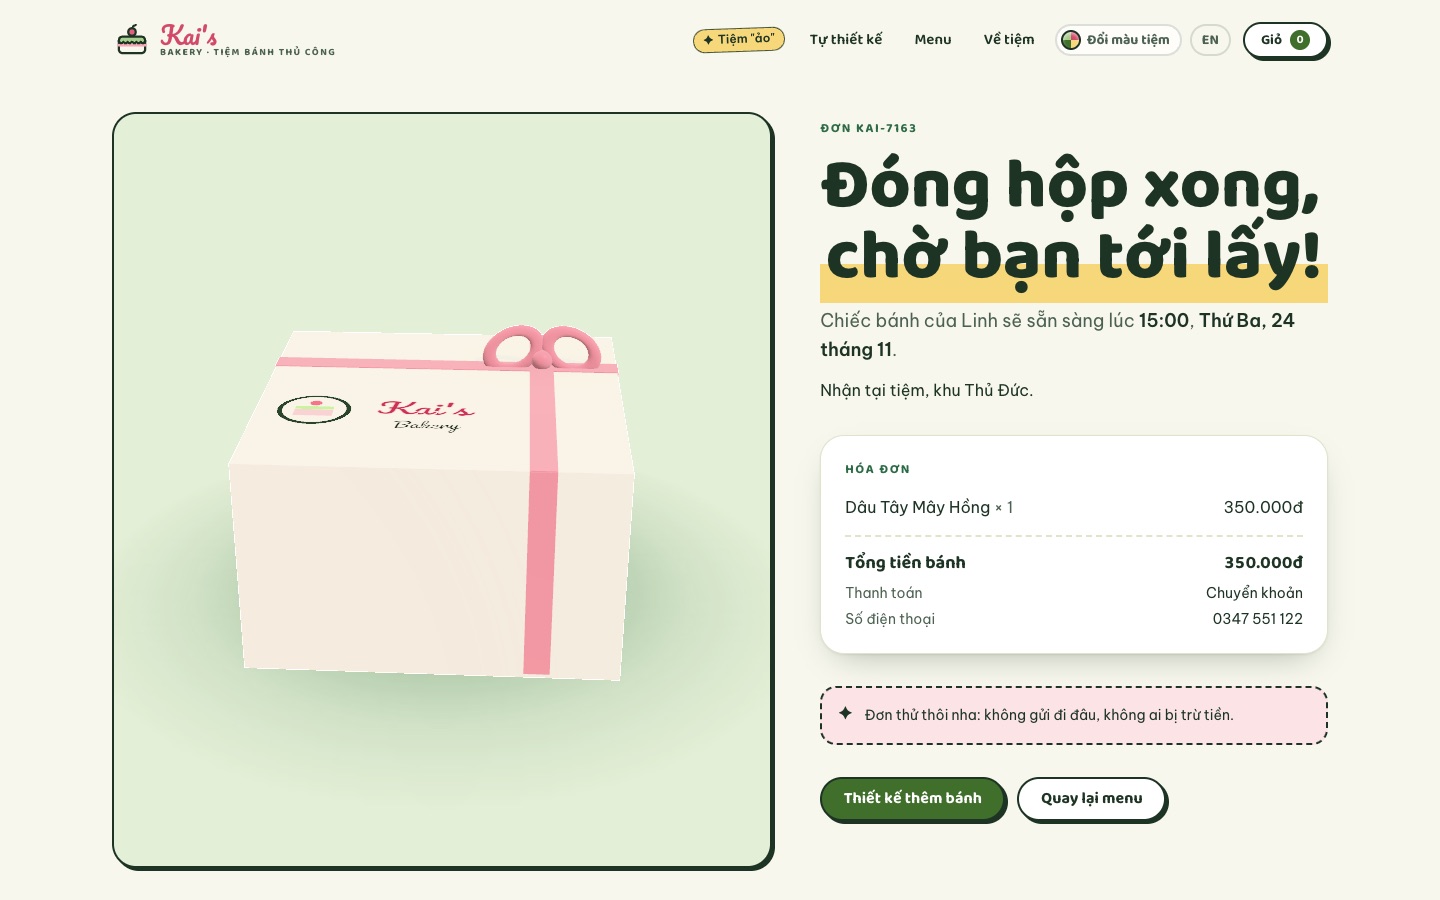 Kai's
BAKERY · TIỆM BÁNH THỦ CÔNG
✦ Tiệm "ảo"
Tự thiết kế
Menu
Về tiệm
Đổi màu tiệm
EN
Giỏ 0
Kai's
Bakery
ĐƠN KAI-7163
Đóng hộp xong,
chờ bạn tới lấy!
Chiếc bánh của Linh sẽ sẵn sàng lúc 15:00, Thứ Ba, 24
tháng 11.
Nhận tại tiệm, khu Thủ Đức.
HÓA ĐƠN
Dâu Tây Mây Hồng × 1 350.000đ
Tổng tiền bánh 350.000đ
Thanh toán Chuyển khoản
Số điện thoại 0347 551 122
✦ Đơn thử thôi nha: không gửi đi đâu, không ai bị trừ tiền.
Thiết kế thêm bánh
Quay lại menu